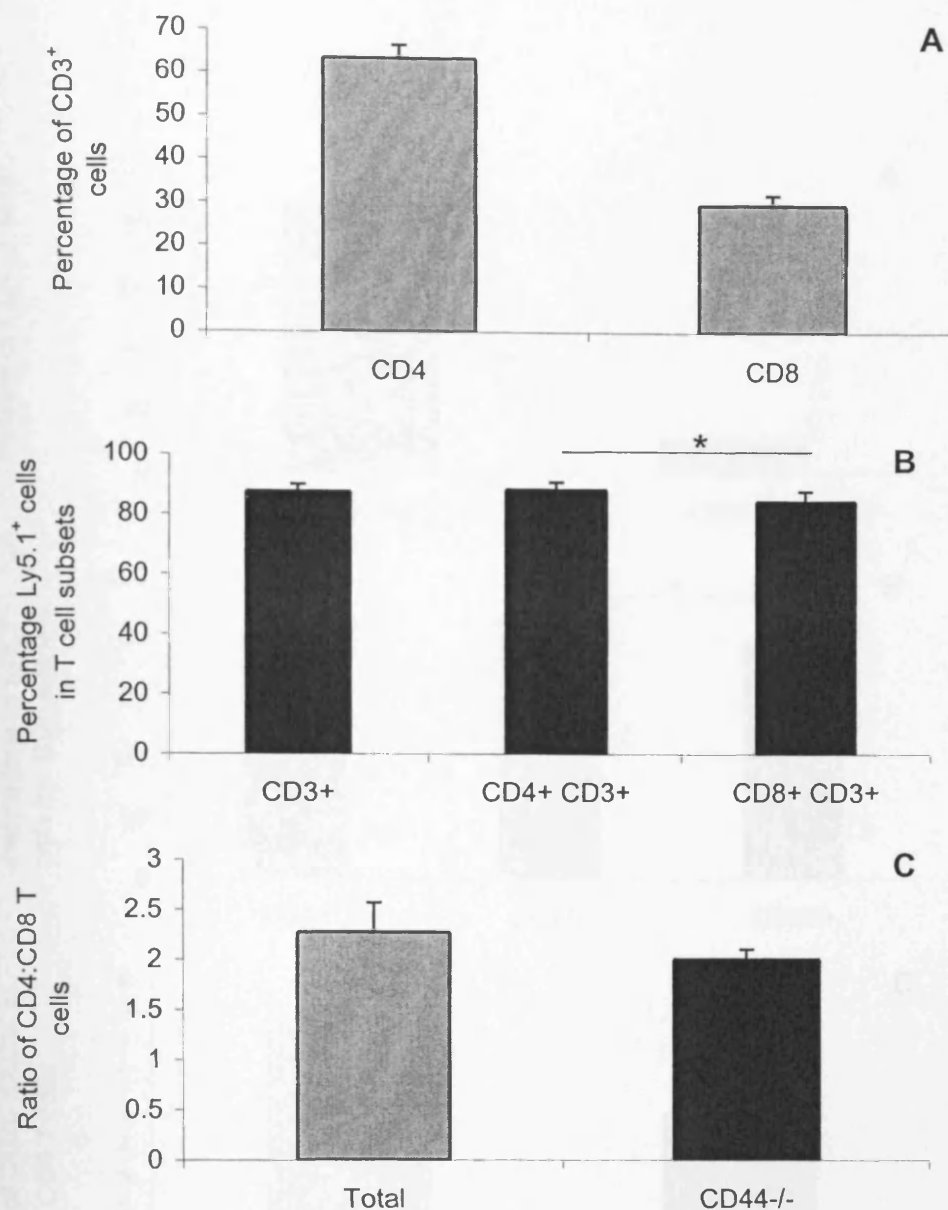 A
Percentage of CD3+
cells
70
60
50
40
30
20
10
0
CD4
CD8
B
*
Percentage Ly5.1+ cells
in T cell subsets
100
80
60
40
20
0
CD3+
CD4+ CD3+
CD8+ CD3+
C
Ratio of CD4:CD8 T
cells
3
2.5
2
1.5
1
0.5
0
Total
CD44-/-